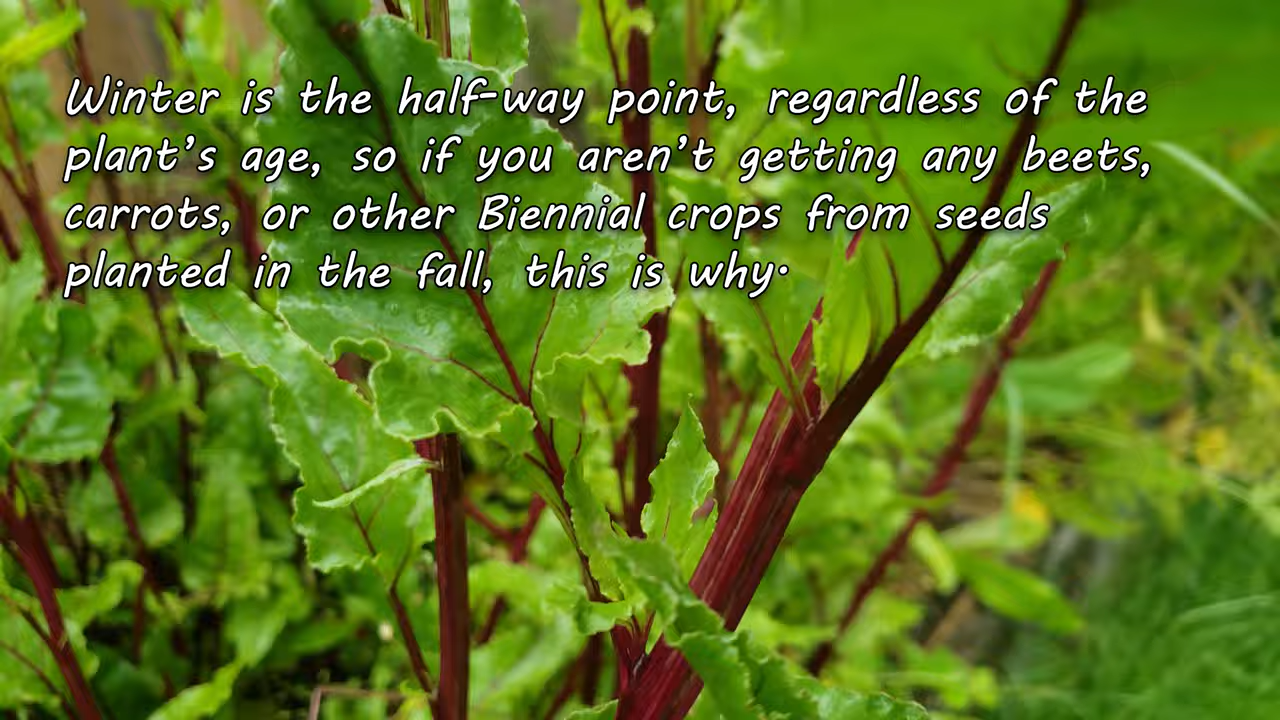 Winter is the half-way point, regardless of the
plant's age, so if you aren't getting any beets,
carrots, or other Biennial crops from seeds
planted in the fall, this is why.